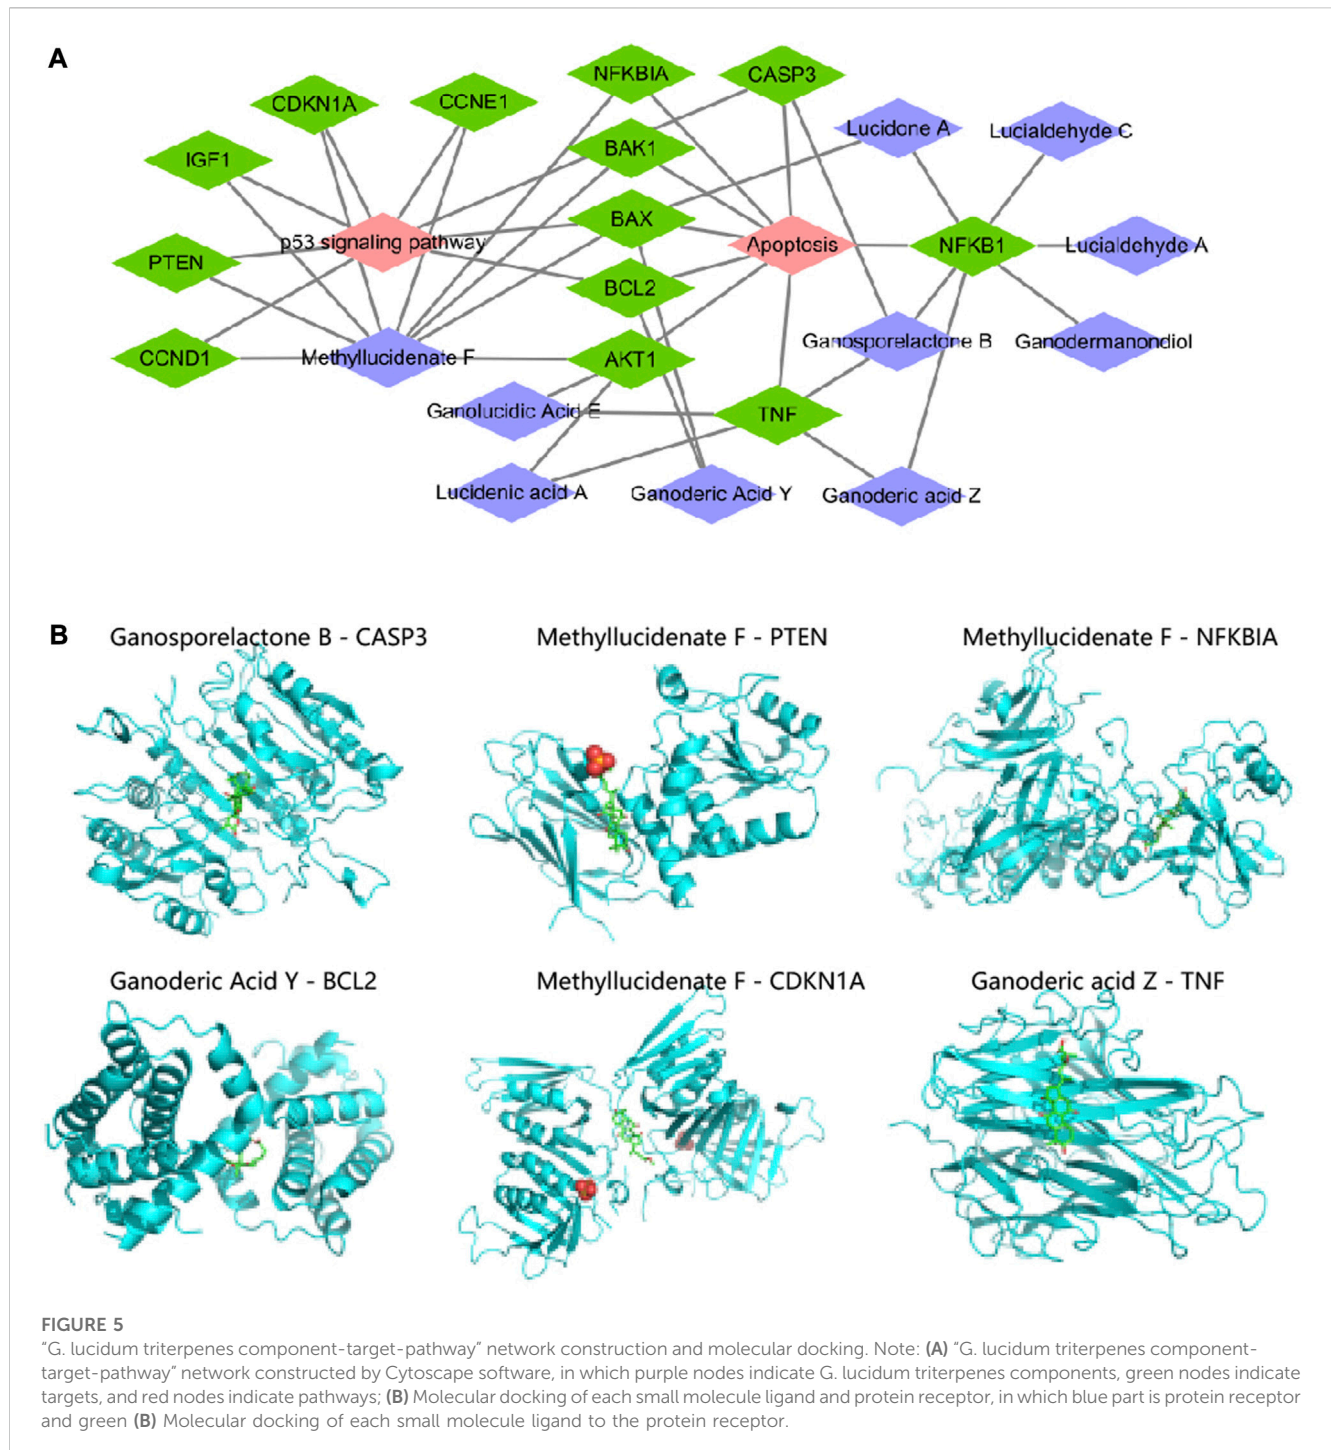 A
NFKBIA
CASP3
CDKN1A
CCNE1
Lucidone A
Lucialdehyde C
IGF1
BAK1
BAX
p53 signaling pathway
Apoptosis
NFKB1
Lucialdehyde A
PTEN
BCL2
Ganosporelactone B
Ganodermanondiol
CCND1
Methyllucidenate F
AKT1
Ganolucidic Acid E
TNF
Lucidenic acid A
Ganoderic Acid Y
Ganoderic acid Z
B
Ganosporelactone B - CASP3
Methyllucidenate F - PTEN
Methyllucidenate F - NFKBIA
Ganoderic Acid Y - BCL2
Methyllucidenate F - CDKN1A
Ganoderic acid Z - TNF
FIGURE 5
“G. lucidum triterpenes component-target-pathway” network construction and molecular docking. Note: (A) “G. lucidum triterpenes component-
target-pathway” network constructed by Cytoscape software, in which purple nodes indicate G. lucidum triterpenes components, green nodes indicate
targets, and red nodes indicate pathways; (B) Molecular docking of each small molecule ligand and protein receptor, in which blue part is protein receptor
and green (B) Molecular docking of each small molecule ligand to the protein receptor.